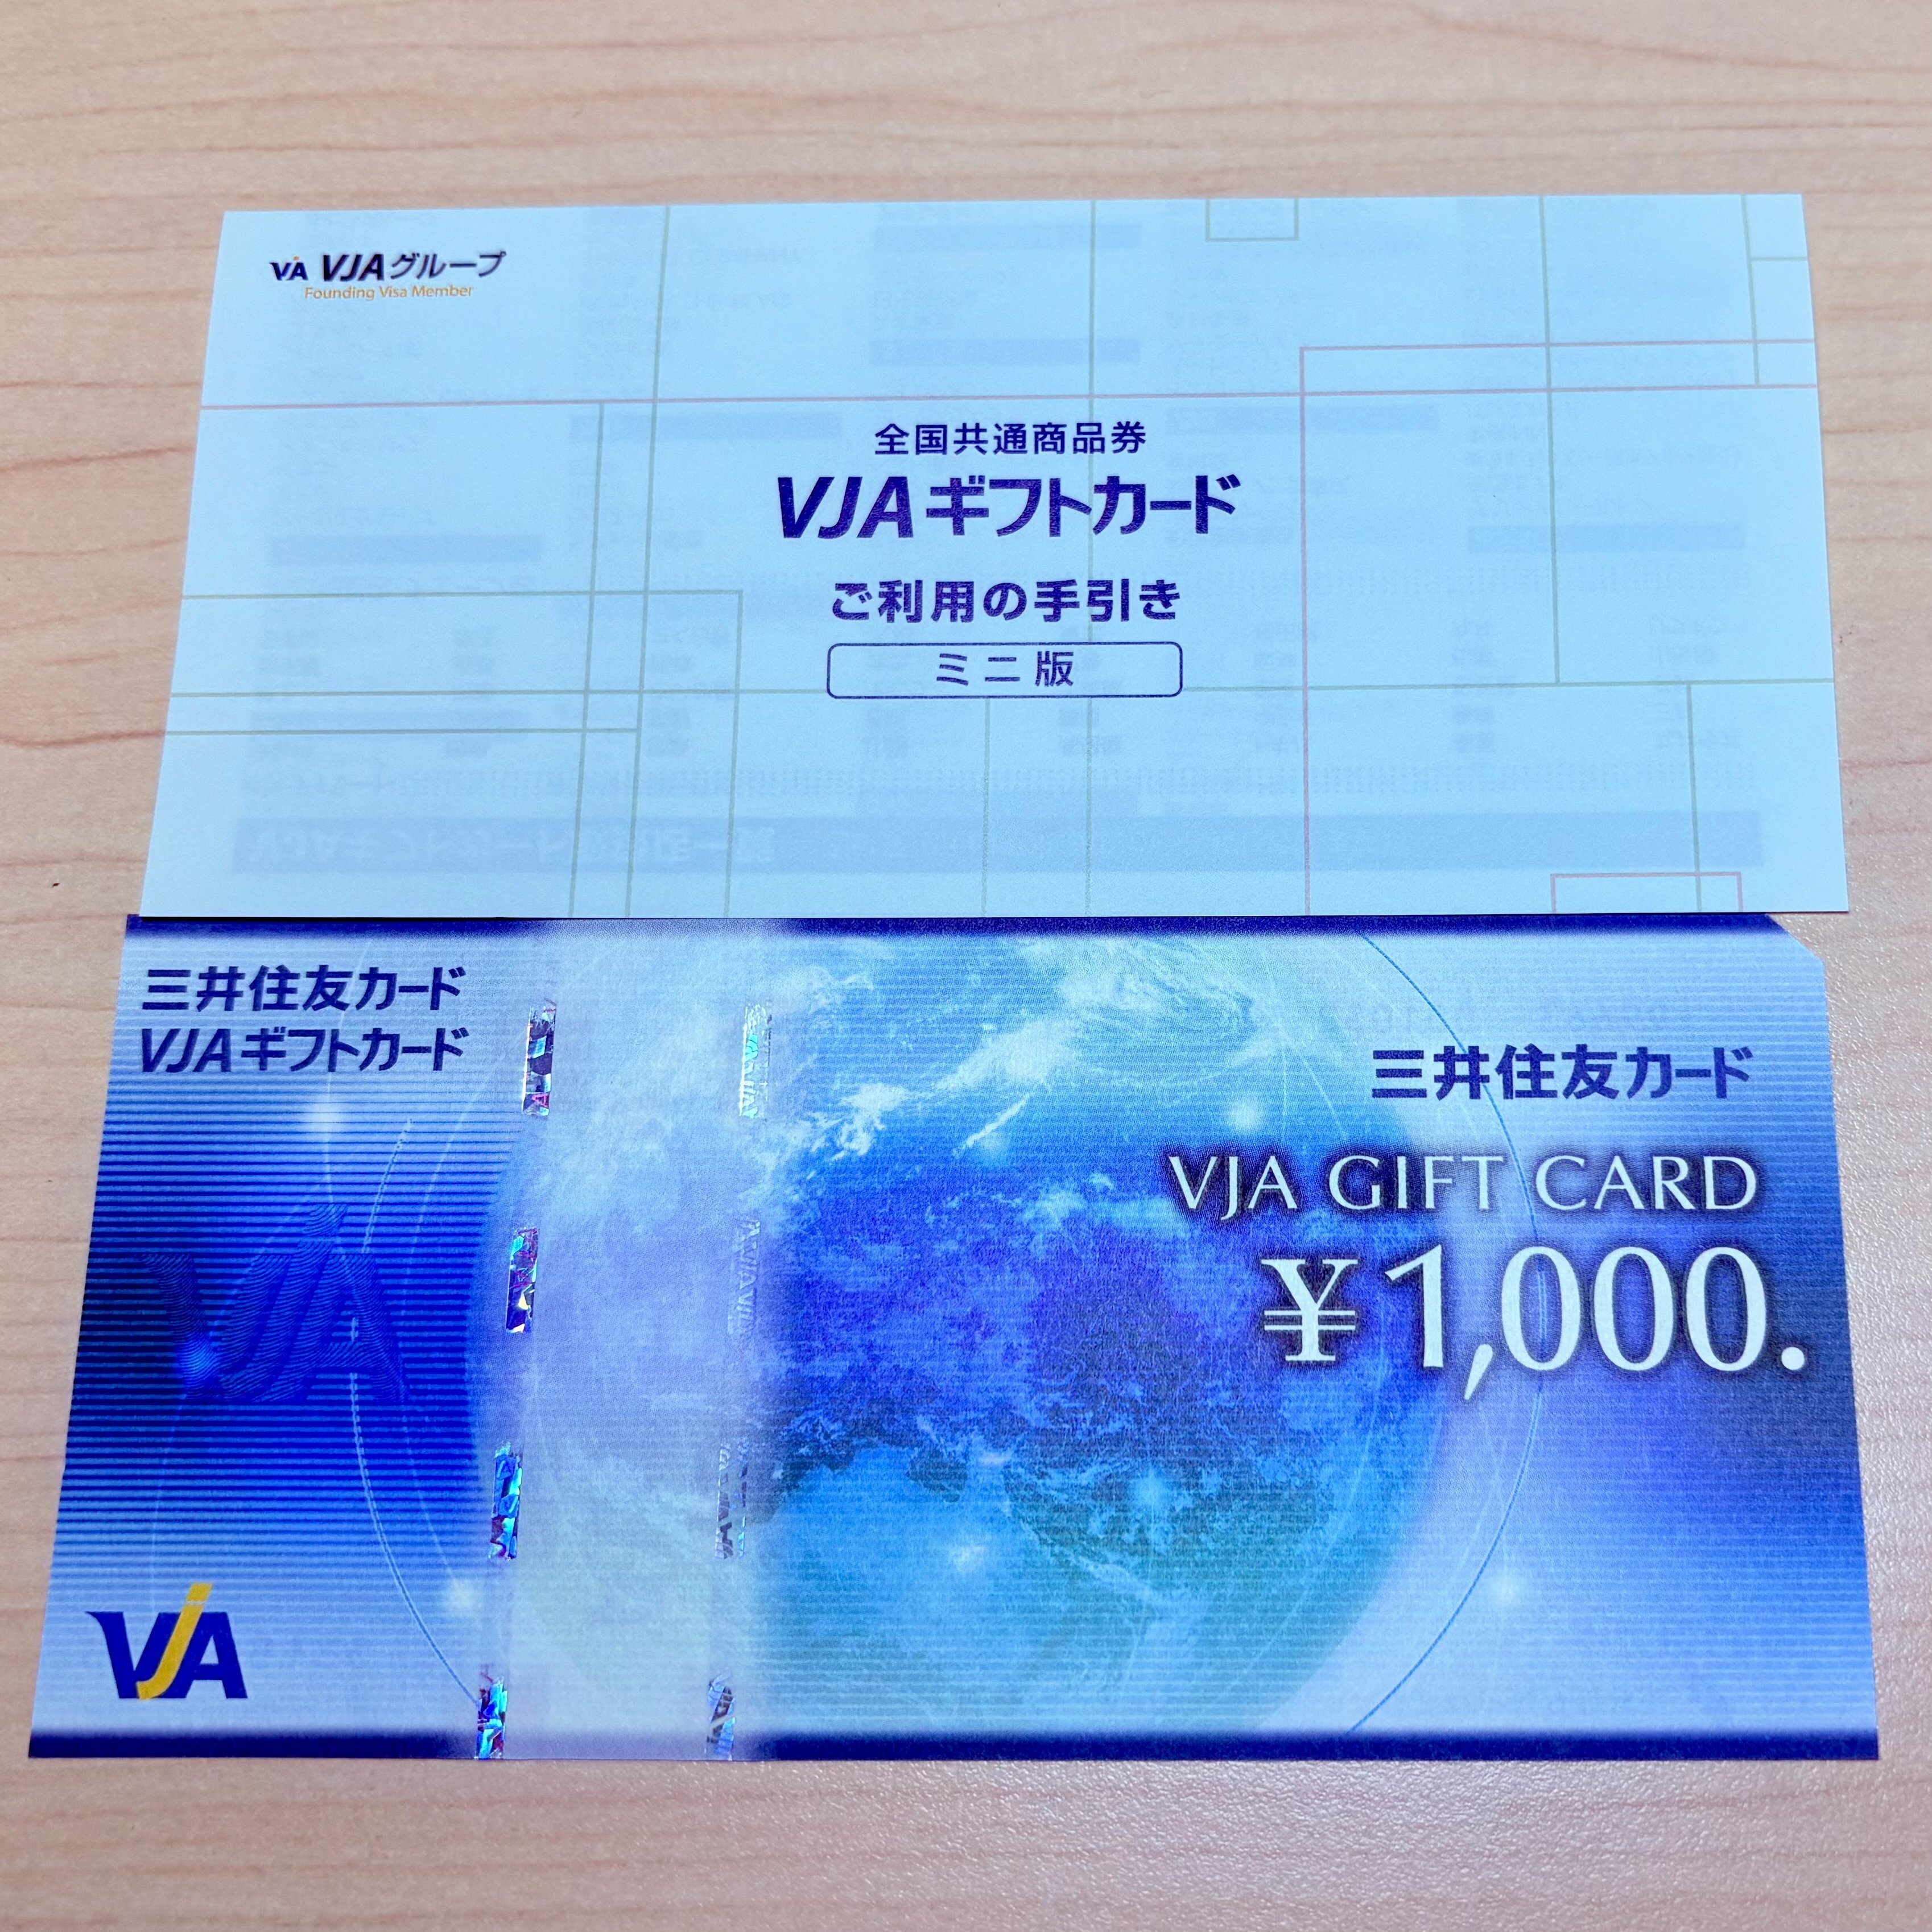 VJA VJAグループ
Founding Visa Member
全国共通商品券
VJAギフトカード
ご利用の手引き
ミニ版
三井住友カード
VJAギフトカード
三井住友カード
VJA GIFT CARD
¥1,000.
VJA
VJA